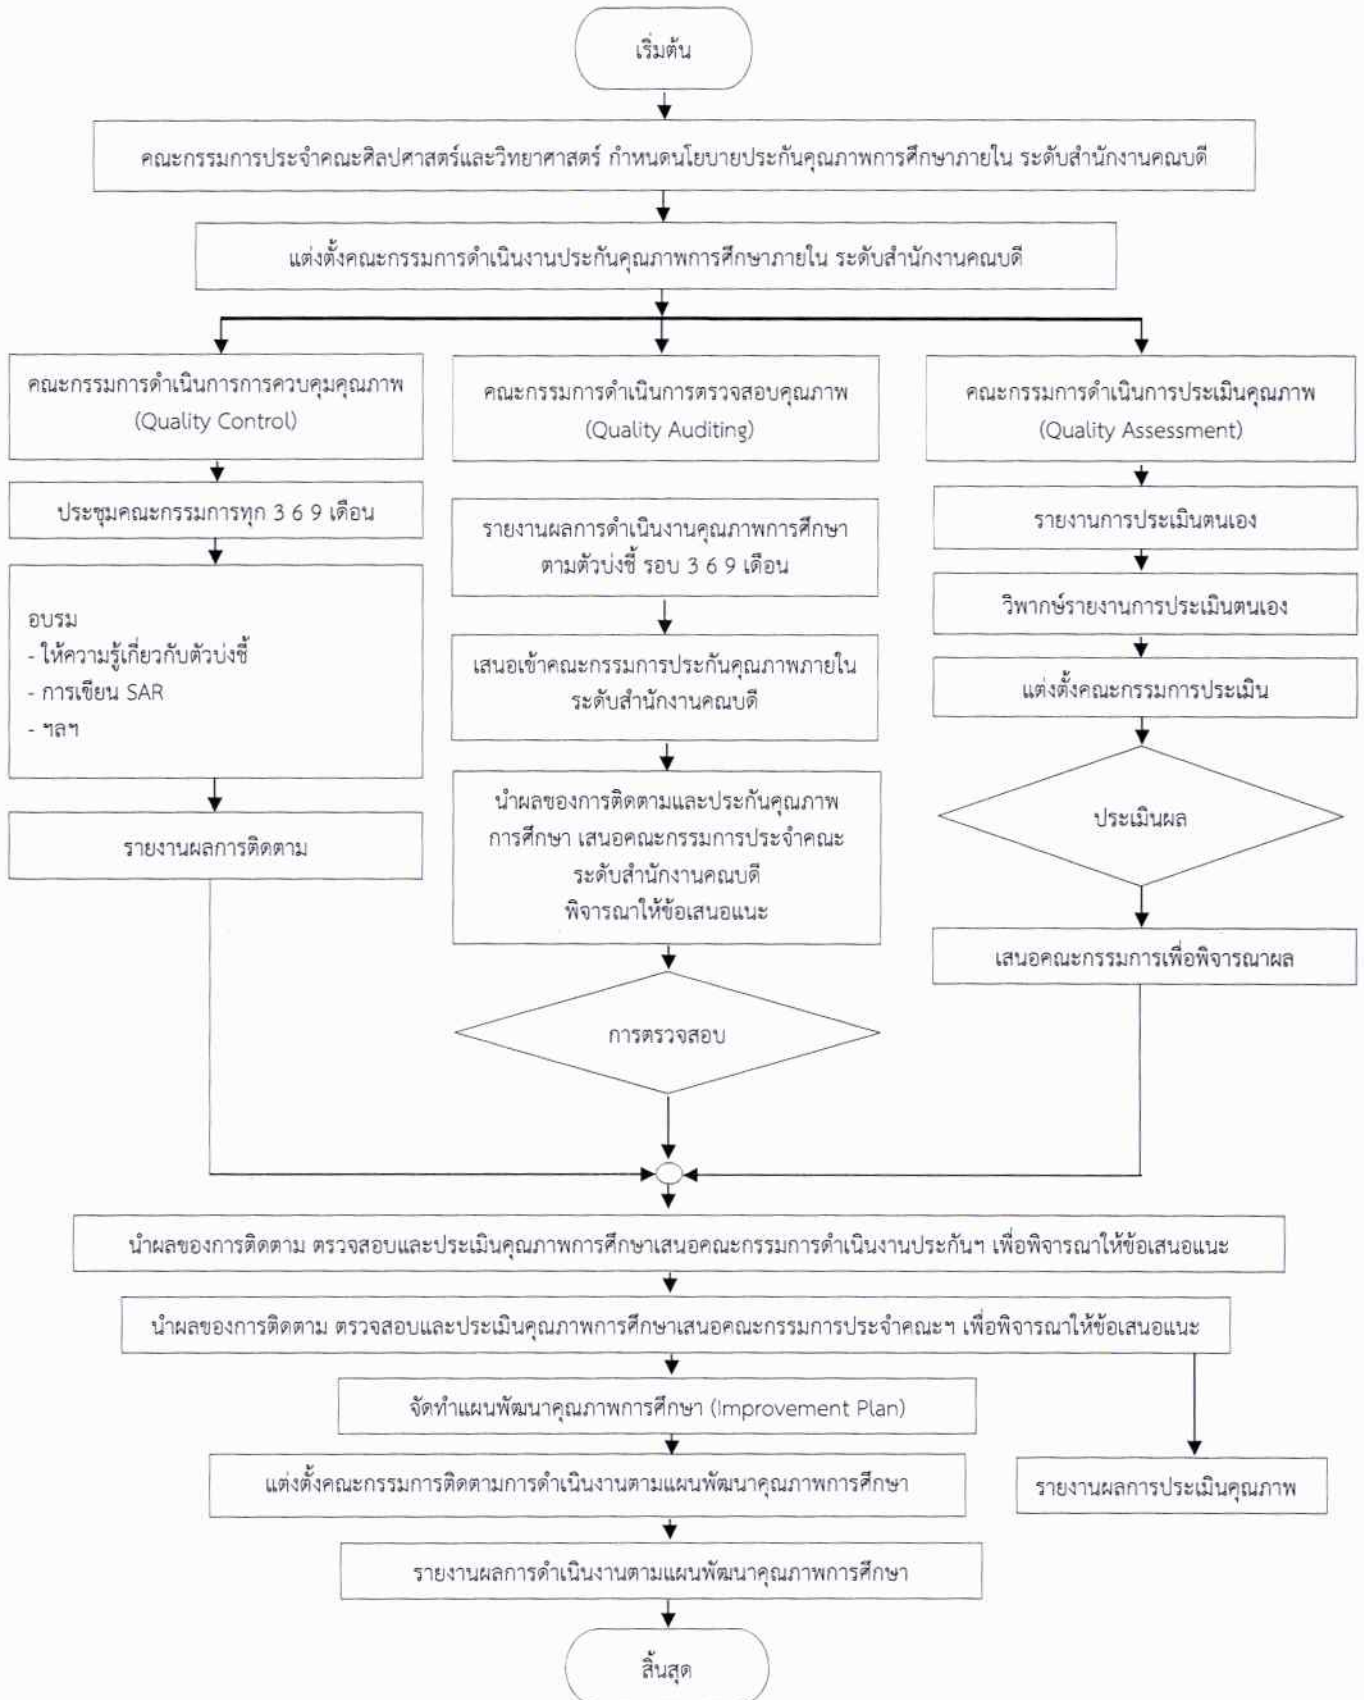 เริ่มต้น
คณะกรรมการประจำคณะศิลปศาสตร์และวิทยาศาสตร์ กำหนดนโยบายประกันคุณภาพการศึกษาภายใน ระดับสำนักงานคณบดี
แต่งตั้งคณะกรรมการดำเนินงานประกันคุณภาพการศึกษาภายใน ระดับสำนักงานคณบดี
คณะกรรมการดำเนินการการควบคุมคุณภาพ
(Quality Control)
ประชุมคณะกรรมการทุก 3 6 9 เดือน
อบรม
- ให้ความรู้เกี่ยวกับตัวบ่งชี้
- การเขียน SAR
- ฯลฯ
รายงานผลการติดตาม
คณะกรรมการดำเนินการตรวจสอบคุณภาพ
(Quality Auditing)
รายงานผลการดำเนินงานคุณภาพการศึกษา
ตามตัวบ่งชี้ รอบ 3 6 9 เดือน
เสนอเข้าคณะกรรมการประกันคุณภาพภายใน
ระดับสำนักงานคณบดี
นำผลของการติดตามและประกันคุณภาพ
การศึกษา เสนอคณะกรรมการประจำคณะ
ระดับสำนักงานคณบดี
พิจารณาให้ข้อเสนอแนะ
การตรวจสอบ
คณะกรรมการดำเนินการประเมินคุณภาพ
(Quality Assessment)
รายงานการประเมินตนเอง
วิพากษ์รายงานการประเมินตนเอง
แต่งตั้งคณะกรรมการประเมิน
ประเมินผล
เสนอคณะกรรมการเพื่อพิจารณาผล
นำผลของการติดตาม ตรวจสอบและประเมินคุณภาพการศึกษาเสนอคณะกรรมการดำเนินงานประกันฯ เพื่อพิจารณาให้ข้อเสนอแนะ
นำผลของการติดตาม ตรวจสอบและประเมินคุณภาพการศึกษาเสนอคณะกรรมการประจำคณะฯ เพื่อพิจารณาให้ข้อเสนอแนะ
จัดทำแผนพัฒนาคุณภาพการศึกษา (Improvement Plan)
แต่งตั้งคณะกรรมการติดตามการดำเนินงานตามแผนพัฒนาคุณภาพการศึกษา
รายงานผลการประเมินคุณภาพ
รายงานผลการดำเนินงานตามแผนพัฒนาคุณภาพการศึกษา
สิ้นสุด